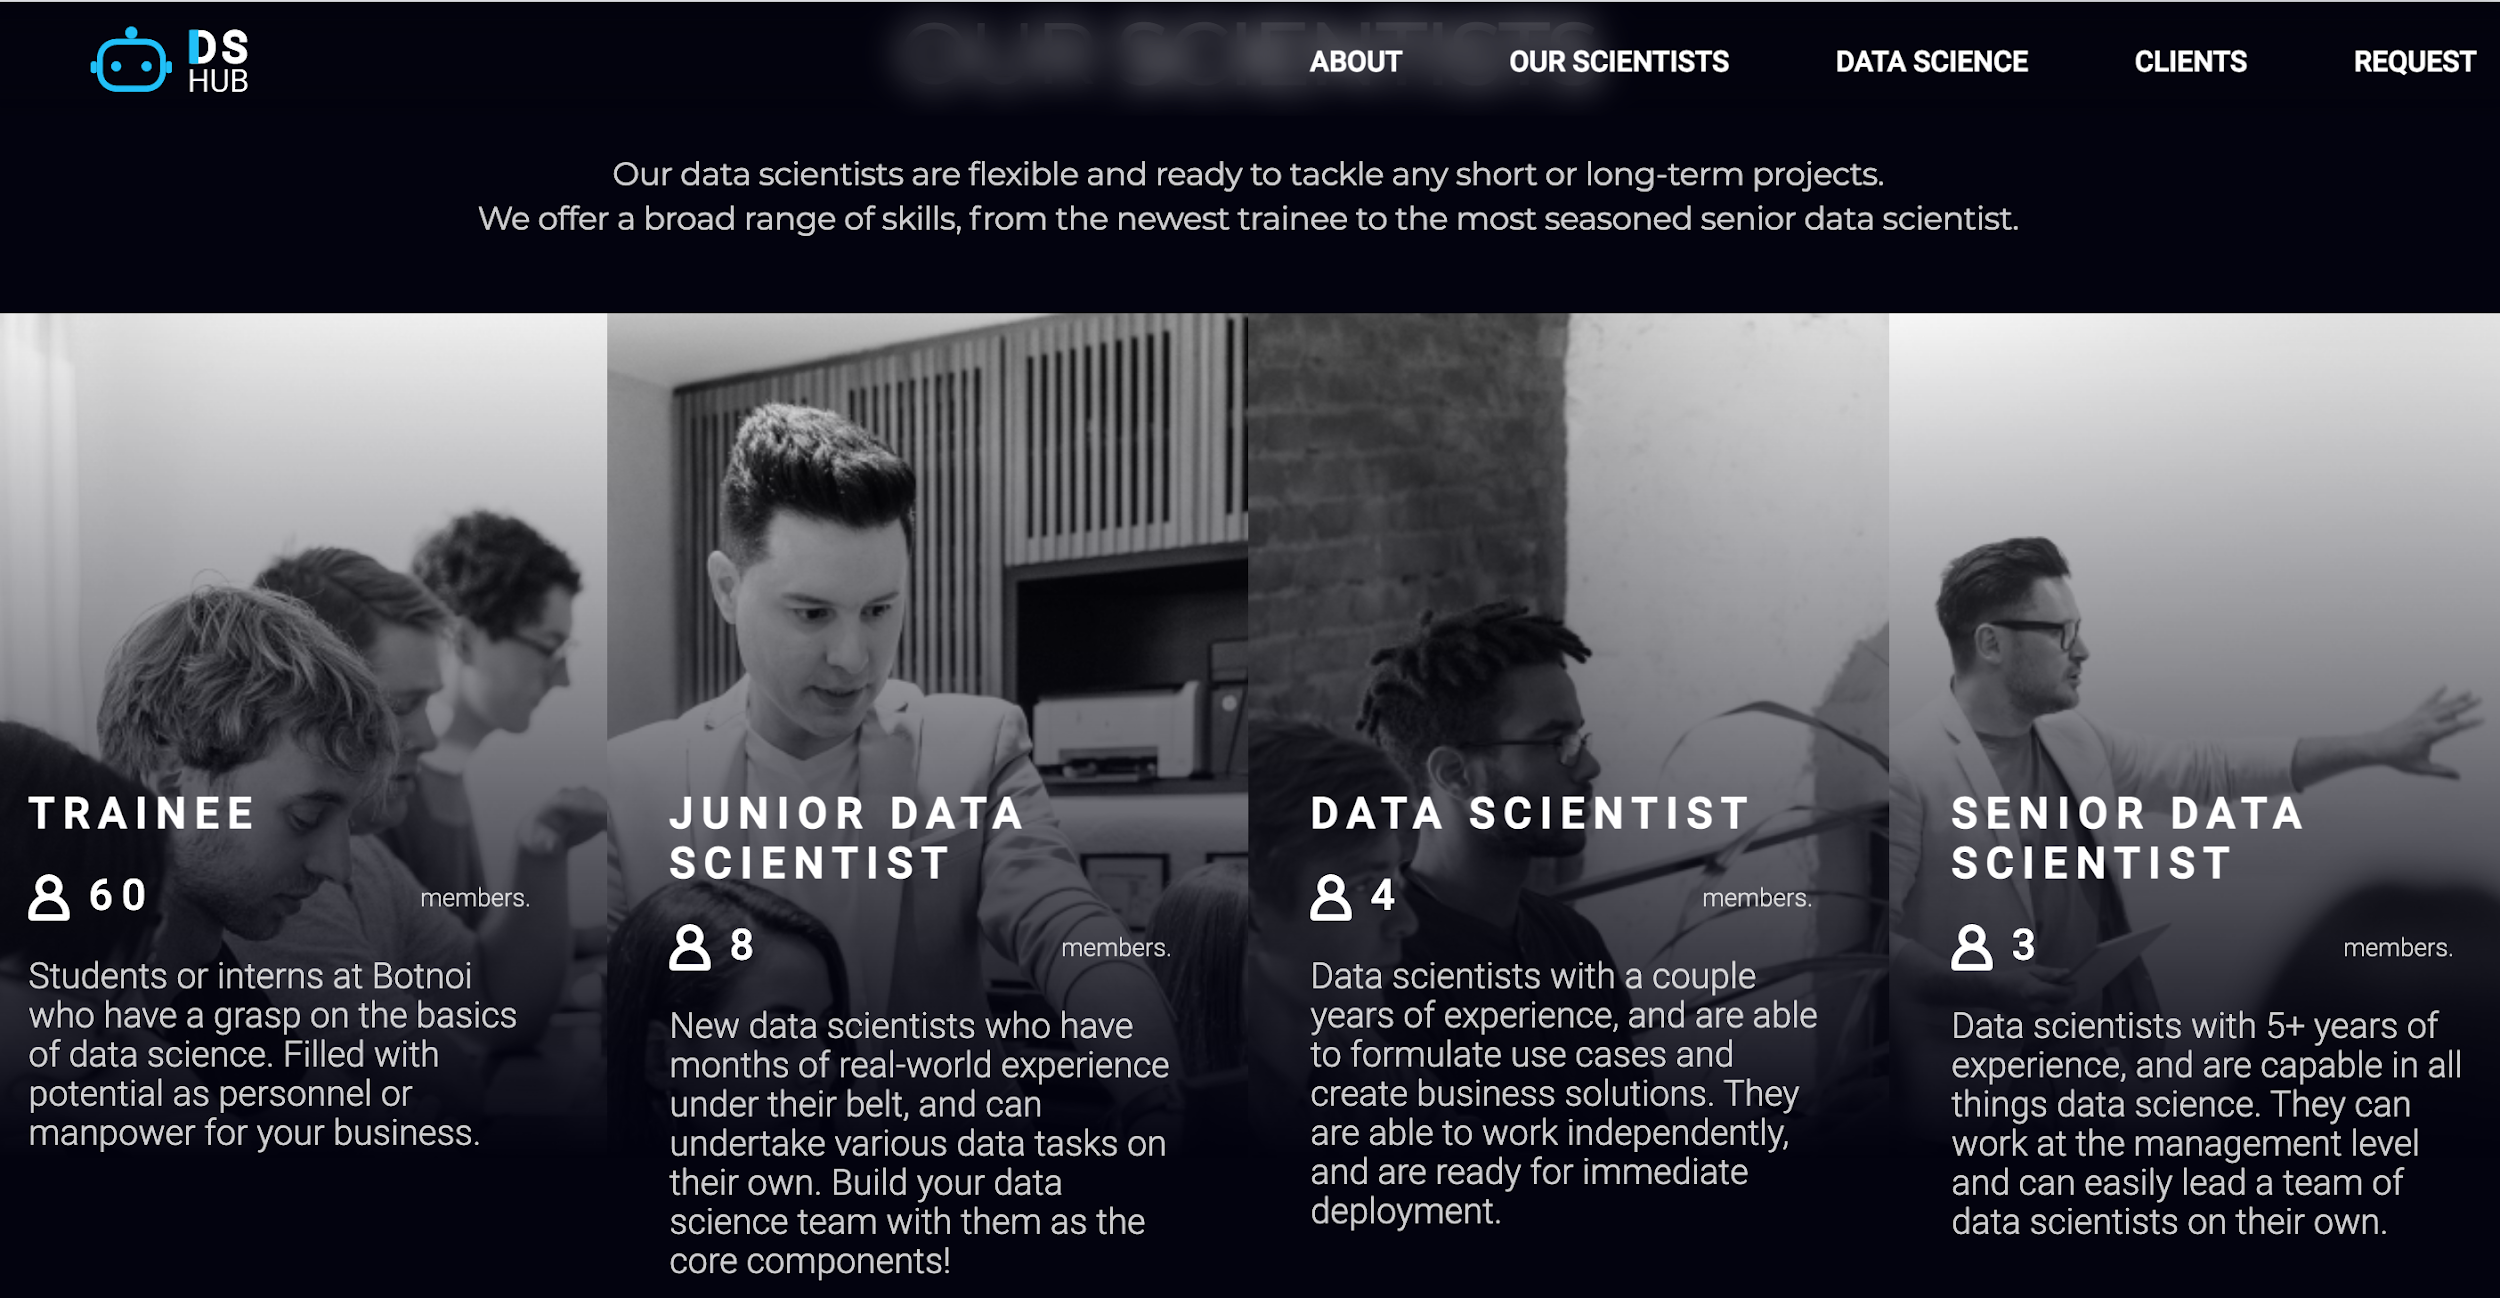 OUR SCIENTISTS
DS
HUB
ABOUT
OUR SCIENTISTS
DATA SCIENCE
CLIENTS
REQUEST
Our data scientists are flexible and ready to tackle any short or long-term projects.
We offer a broad range of skills, from the newest trainee to the most seasoned senior data scientist.
TRAINEE
60 members.
Students or interns at Botnoi
who have a grasp on the basics
of data science. Filled with
potential as personnel or
manpower for your business.
JUNIOR DATA
SCIENTIST
8 members.
New data scientists who have
months of real-world experience
under their belt, and can
undertake various data tasks on
their own. Build your data
science team with them as the
core components!
DATA SCIENTIST
4 members.
Data scientists with a couple
years of experience, and are able
to formulate use cases and
create business solutions. They
are able to work independently,
and are ready for immediate
deployment.
SENIOR DATA
SCIENTIST
3 members.
Data scientists with 5+ years of
experience, and are capable in all
things data science. They can
work at the management level
and can easily lead a team of
data scientists on their own.